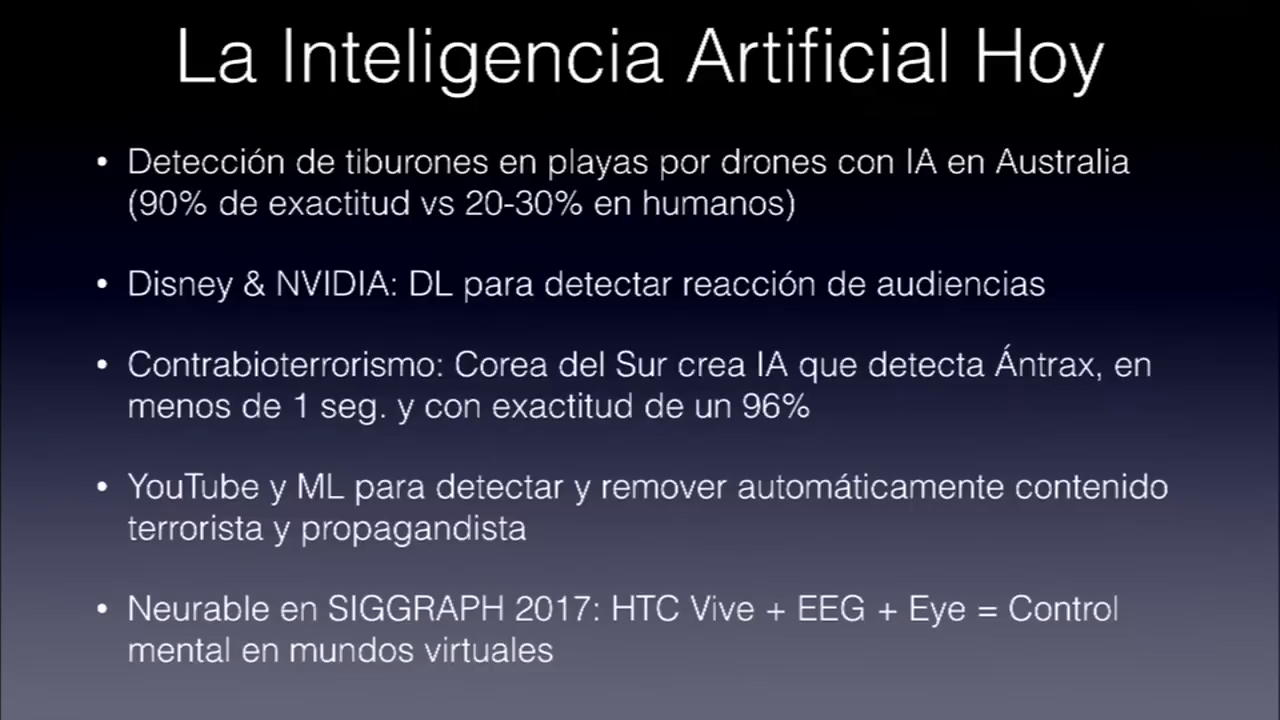 La Inteligencia Artificial Hoy
• Detección de tiburones en playas por drones con IA en Australia
(90% de exactitud vs 20-30% en humanos)
• Disney & NVIDIA: DL para detectar reacción de audiencias
• Contrabioterrorismo: Corea del Sur crea IA que detecta Ántrax, en
menos de 1 seg. y con exactitud de un 96%
• YouTube y ML para detectar y remover automáticamente contenido
terrorista y propagandista
• Neurable en SIGGRAPH 2017: HTC Vive + EEG + Eye = Control
mental en mundos virtuales